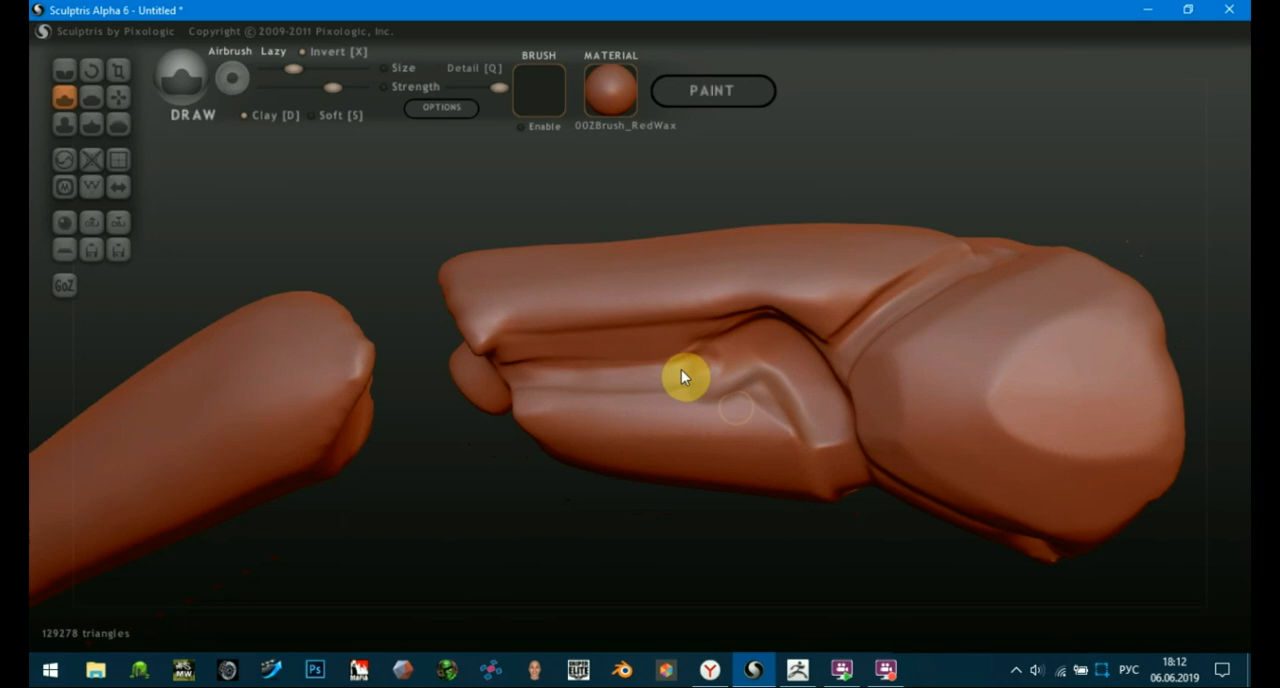 Sculptris Alpha 6 - Untitled *
Sculptris by Pixologic Copyright © 2009-2011 Pixologic, Inc.
Airbrush Lazy Invert [X]
Size Detail [Q]
Strength
OPTIONS
DRAW Clay [D] Soft [S]
BRUSH
Enable
MATERIAL
00ZBrush_RedWax
PAINT
GoZ
129278 triangles
Ps
РУС
18:12
06.06.2019